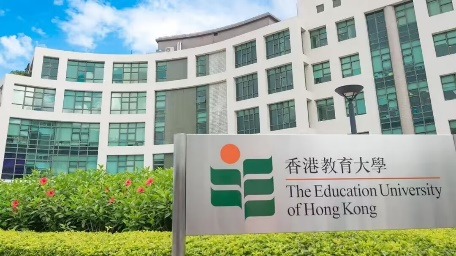 香港教育大學
The Education University
of Hong Kong